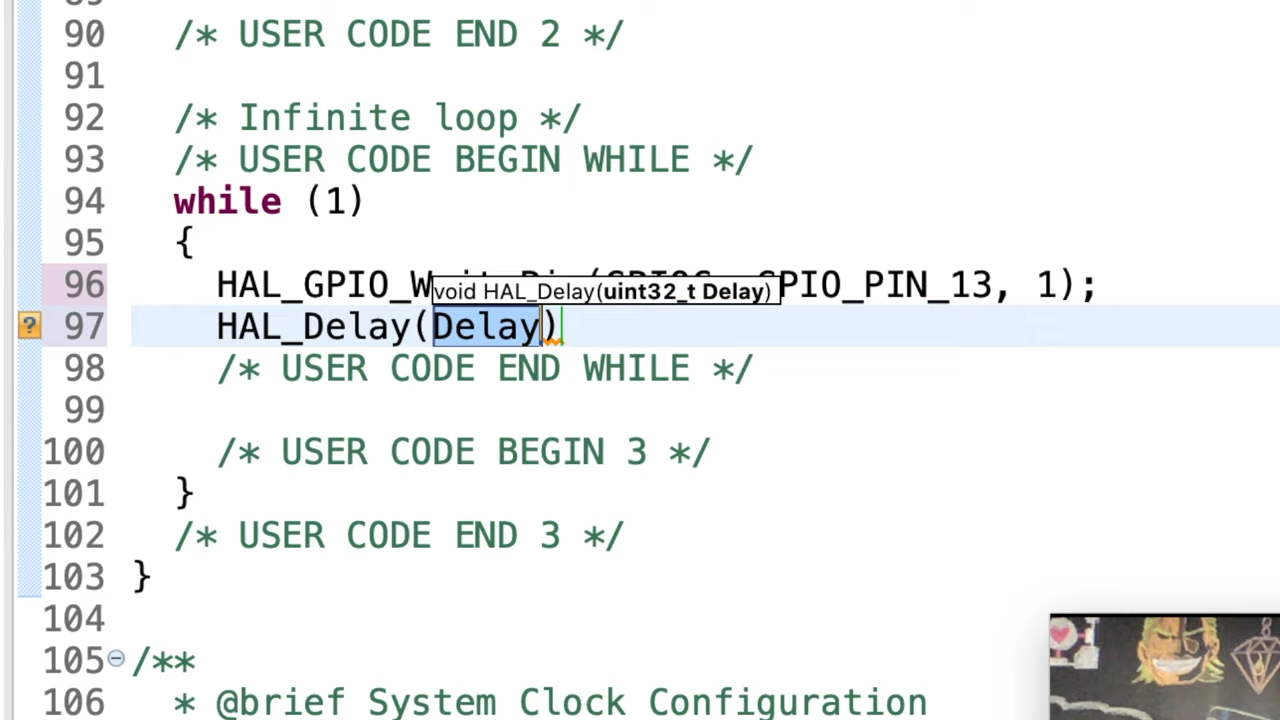 90 /* USER CODE END 2 */
91
92 /* Infinite loop */
93 /* USER CODE BEGIN WHILE */
94 while (1)
95 {
96 HAL_GPIO_W PIO_PIN_13, 1);
void HAL_Delay(uint32_t Delay)
97 HAL_Delay(Delay)
98 /* USER CODE END WHILE */
99
100 /* USER CODE BEGIN 3 */
101 }
102 /* USER CODE END 3 */
103 }
104
105 /**
106 * @brief System Clock Configuration